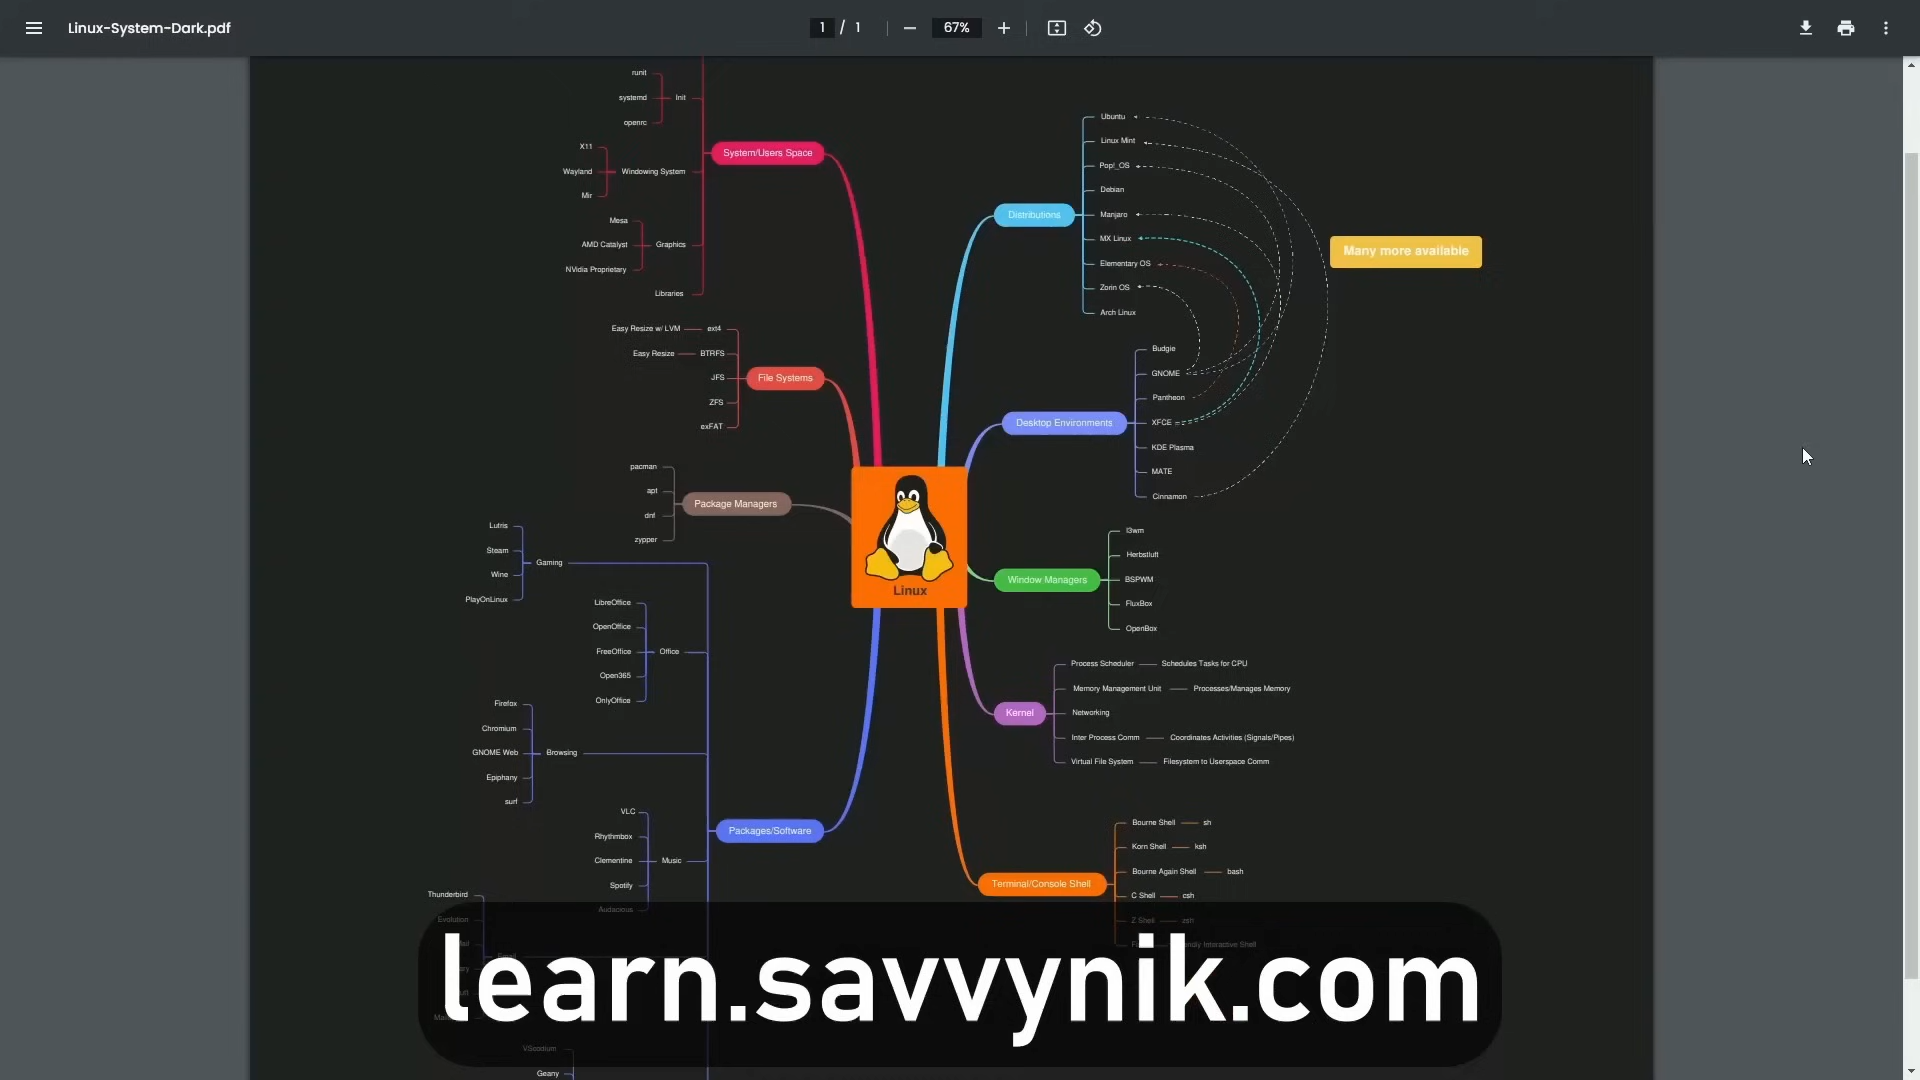 Linux-System-Dark.pdf
1 / 1
67%
runit
systemd
openrc
Init
X11
Wayland
Mir
Windowing System
Mesa
AMD Catalyst
NVidia Proprietary
Graphics
Libraries
System/Users Space
Easy Resize w/ LVM
ext4
Easy Resize
BTRFS
JFS
ZFS
exFAT
File Systems
pacman
apt
dnf
zypper
Package Managers
Lutris
Steam
Wine
PlayOnLinux
Gaming
LibreOffice
OpenOffice
FreeOffice
Open365
OnlyOffice
Office
Firefox
Chromium
GNOME Web
Epiphany
surf
Browsing
VLC
Rhythmbox
Clementine
Spotify
Audacious
Music
Packages/Software
Thunderbird
Evolution
Email
VScodium
Geany
Linux
Distributions
Ubuntu
Linux Mint
Pop!_OS
Debian
Manjaro
MX Linux
Elementary OS
Zorin OS
Arch Linux
Many more available
Desktop Environments
Budgie
GNOME
Pantheon
XFCE
KDE Plasma
MATE
Cinnamon
Window Managers
i3wm
Herbstluft
BSPWM
FluxBox
OpenBox
Kernel
Process Scheduler
Schedules Tasks for CPU
Memory Management Unit
Processes/Manages Memory
Networking
Inter Process Comm
Coordinates Activities (Signals/Pipes)
Virtual File System
Filesystem to Userspace Comm
Terminal/Console Shell
Bourne Shell
sh
Korn Shell
ksh
Bourne Again Shell
bash
C Shell
csh
Z Shell
zsh
Interactive Shell
learn.savvynik.com